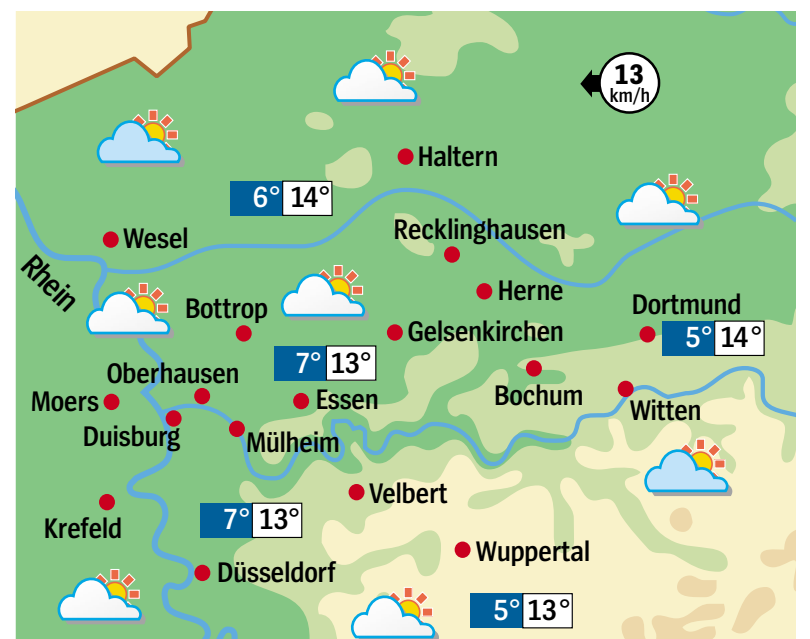 13
km/h
Haltern
6° 14°
Recklinghausen
Wesel
Rhein
Herne
Bottrop
Gelsenkirchen
Dortmund
5° 14°
7° 13°
Oberhausen
Moers
Essen
Bochum
Witten
Duisburg
Mülheim
Velbert
Krefeld
7° 13°
Wuppertal
Düsseldorf
5° 13°